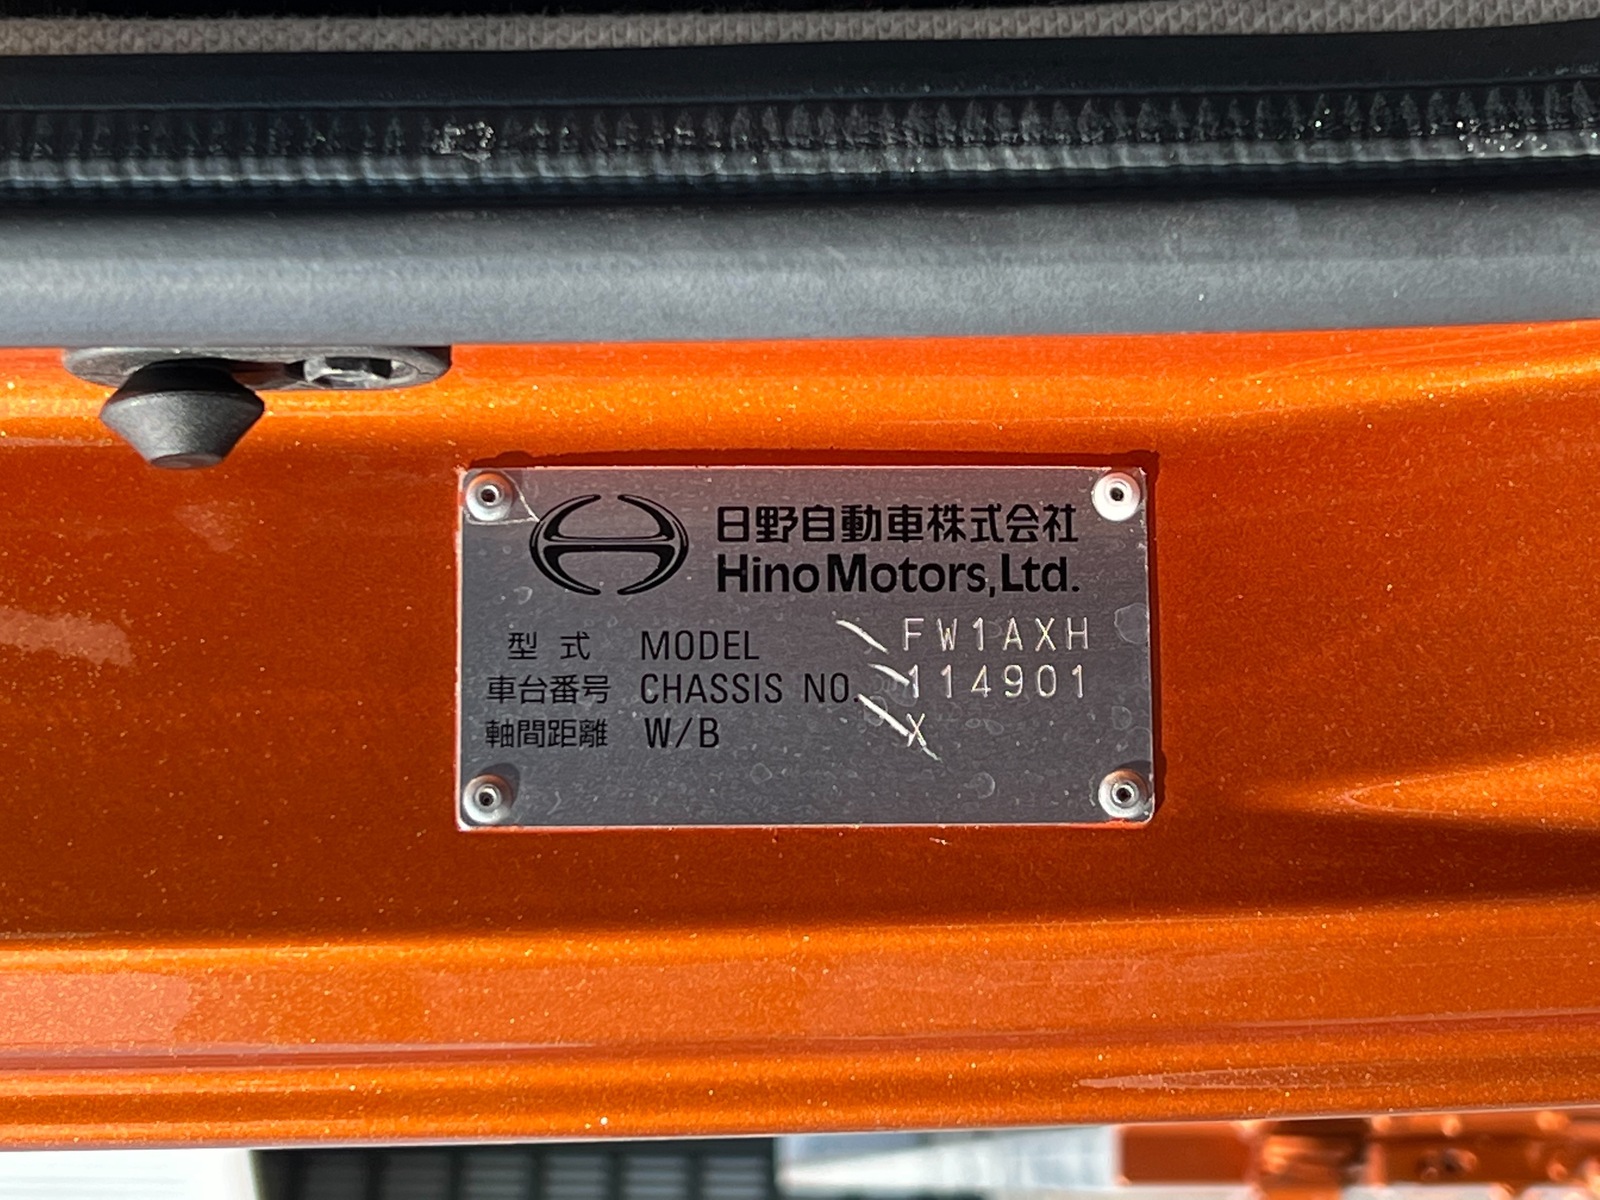 日野自動車株式会社
Hino Motors, Ltd.
型式 MODEL FW1AXH
車台番号 CHASSIS NO. 114901
軸間距離 W/B X